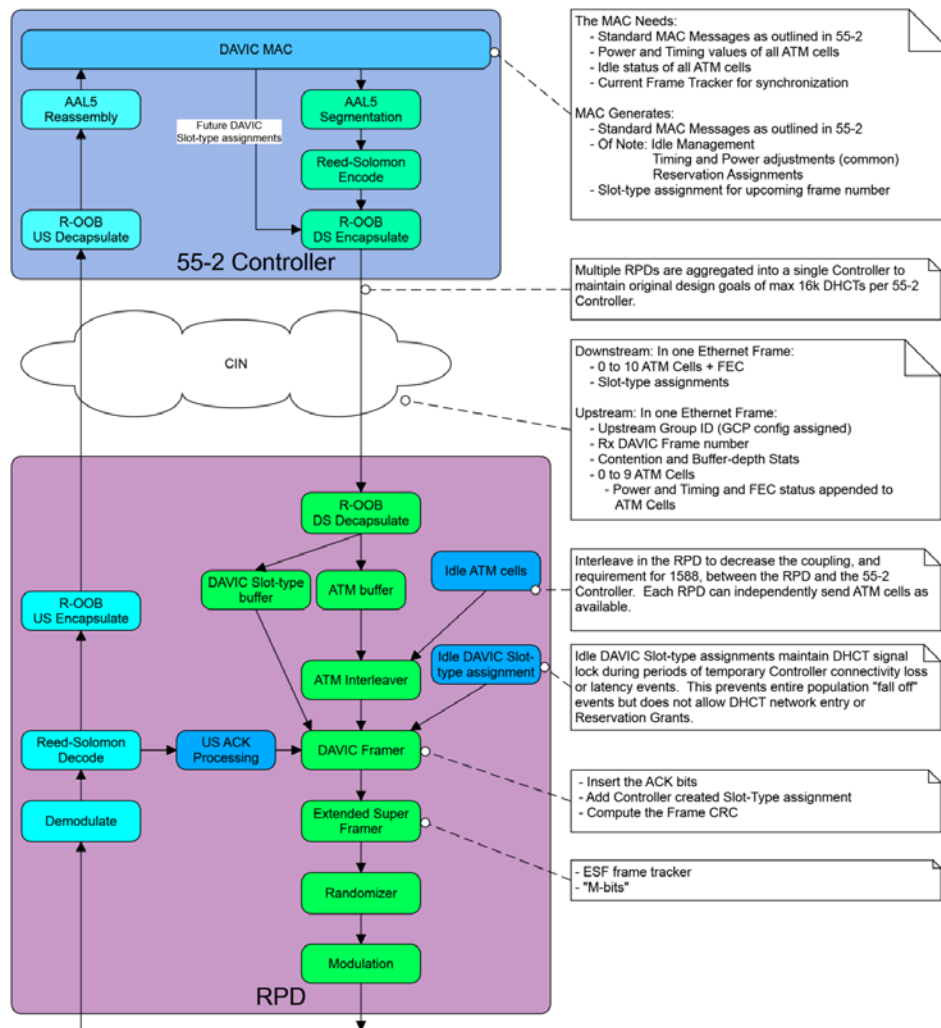 DAVIC MAC
AAL5
Reassembly
Future DAVIC
Slot-type assignments
AAL5
Segmentation
Reed-Solomon
Encode
R-OOB
US Decapsulate
R-OOB
DS Encapsulate
55-2 Controller
The MAC Needs:
- Standard MAC Messages as outlined in 55-2
- Power and Timing values of all ATM cells
- Idle status of all ATM cells
- Current Frame Tracker for synchronization
MAC Generates:
- Standard MAC Messages as outlined in 55-2
- Of Note: Idle Management
Timing and Power adjustments (common)
Reservation Assignments
- Slot-type assignment for upcoming frame number
Multiple RPDs are aggregated into a single Controller to
maintain original design goals of max 16k DHCTs per 55-2
Controller.
CIN
Downstream: In one Ethernet Frame:
- 0 to 10 ATM Cells + FEC
- Slot-type assignments
Upstream: In one Ethernet Frame:
- Upstream Group ID (GCP config assigned)
- Rx DAVIC Frame number
- Contention and Buffer-depth Stats
- 0 to 9 ATM Cells
- Power and Timing and FEC status appended to
ATM Cells
R-OOB
DS Decapsulate
DAVIC Slot-type
buffer
ATM buffer
Idle ATM cells
R-OOB
US Encapsulate
ATM Interleaver
Idle DAVIC Slot-
type assignment
Interleave in the RPD to decrease the coupling, and
requirement for 1588, between the RPD and the 55-2
Controller. Each RPD can independently send ATM cells as
available.
Idle DAVIC Slot-type assignments maintain DHCT signal
lock during periods of temporary Controller connectivity loss
or latency events. This prevents entire population "fall off"
events but does not allow DHCT network entry or
Reservation Grants.
Reed-Solomon
Decode
US ACK
Processing
DAVIC Framer
Demodulate
Extended Super
Framer
- Insert the ACK bits
- Add Controller created Slot-Type assignment
- Compute the Frame CRC
- ESF frame tracker
- "M-bits"
Randomizer
Modulation
RPD